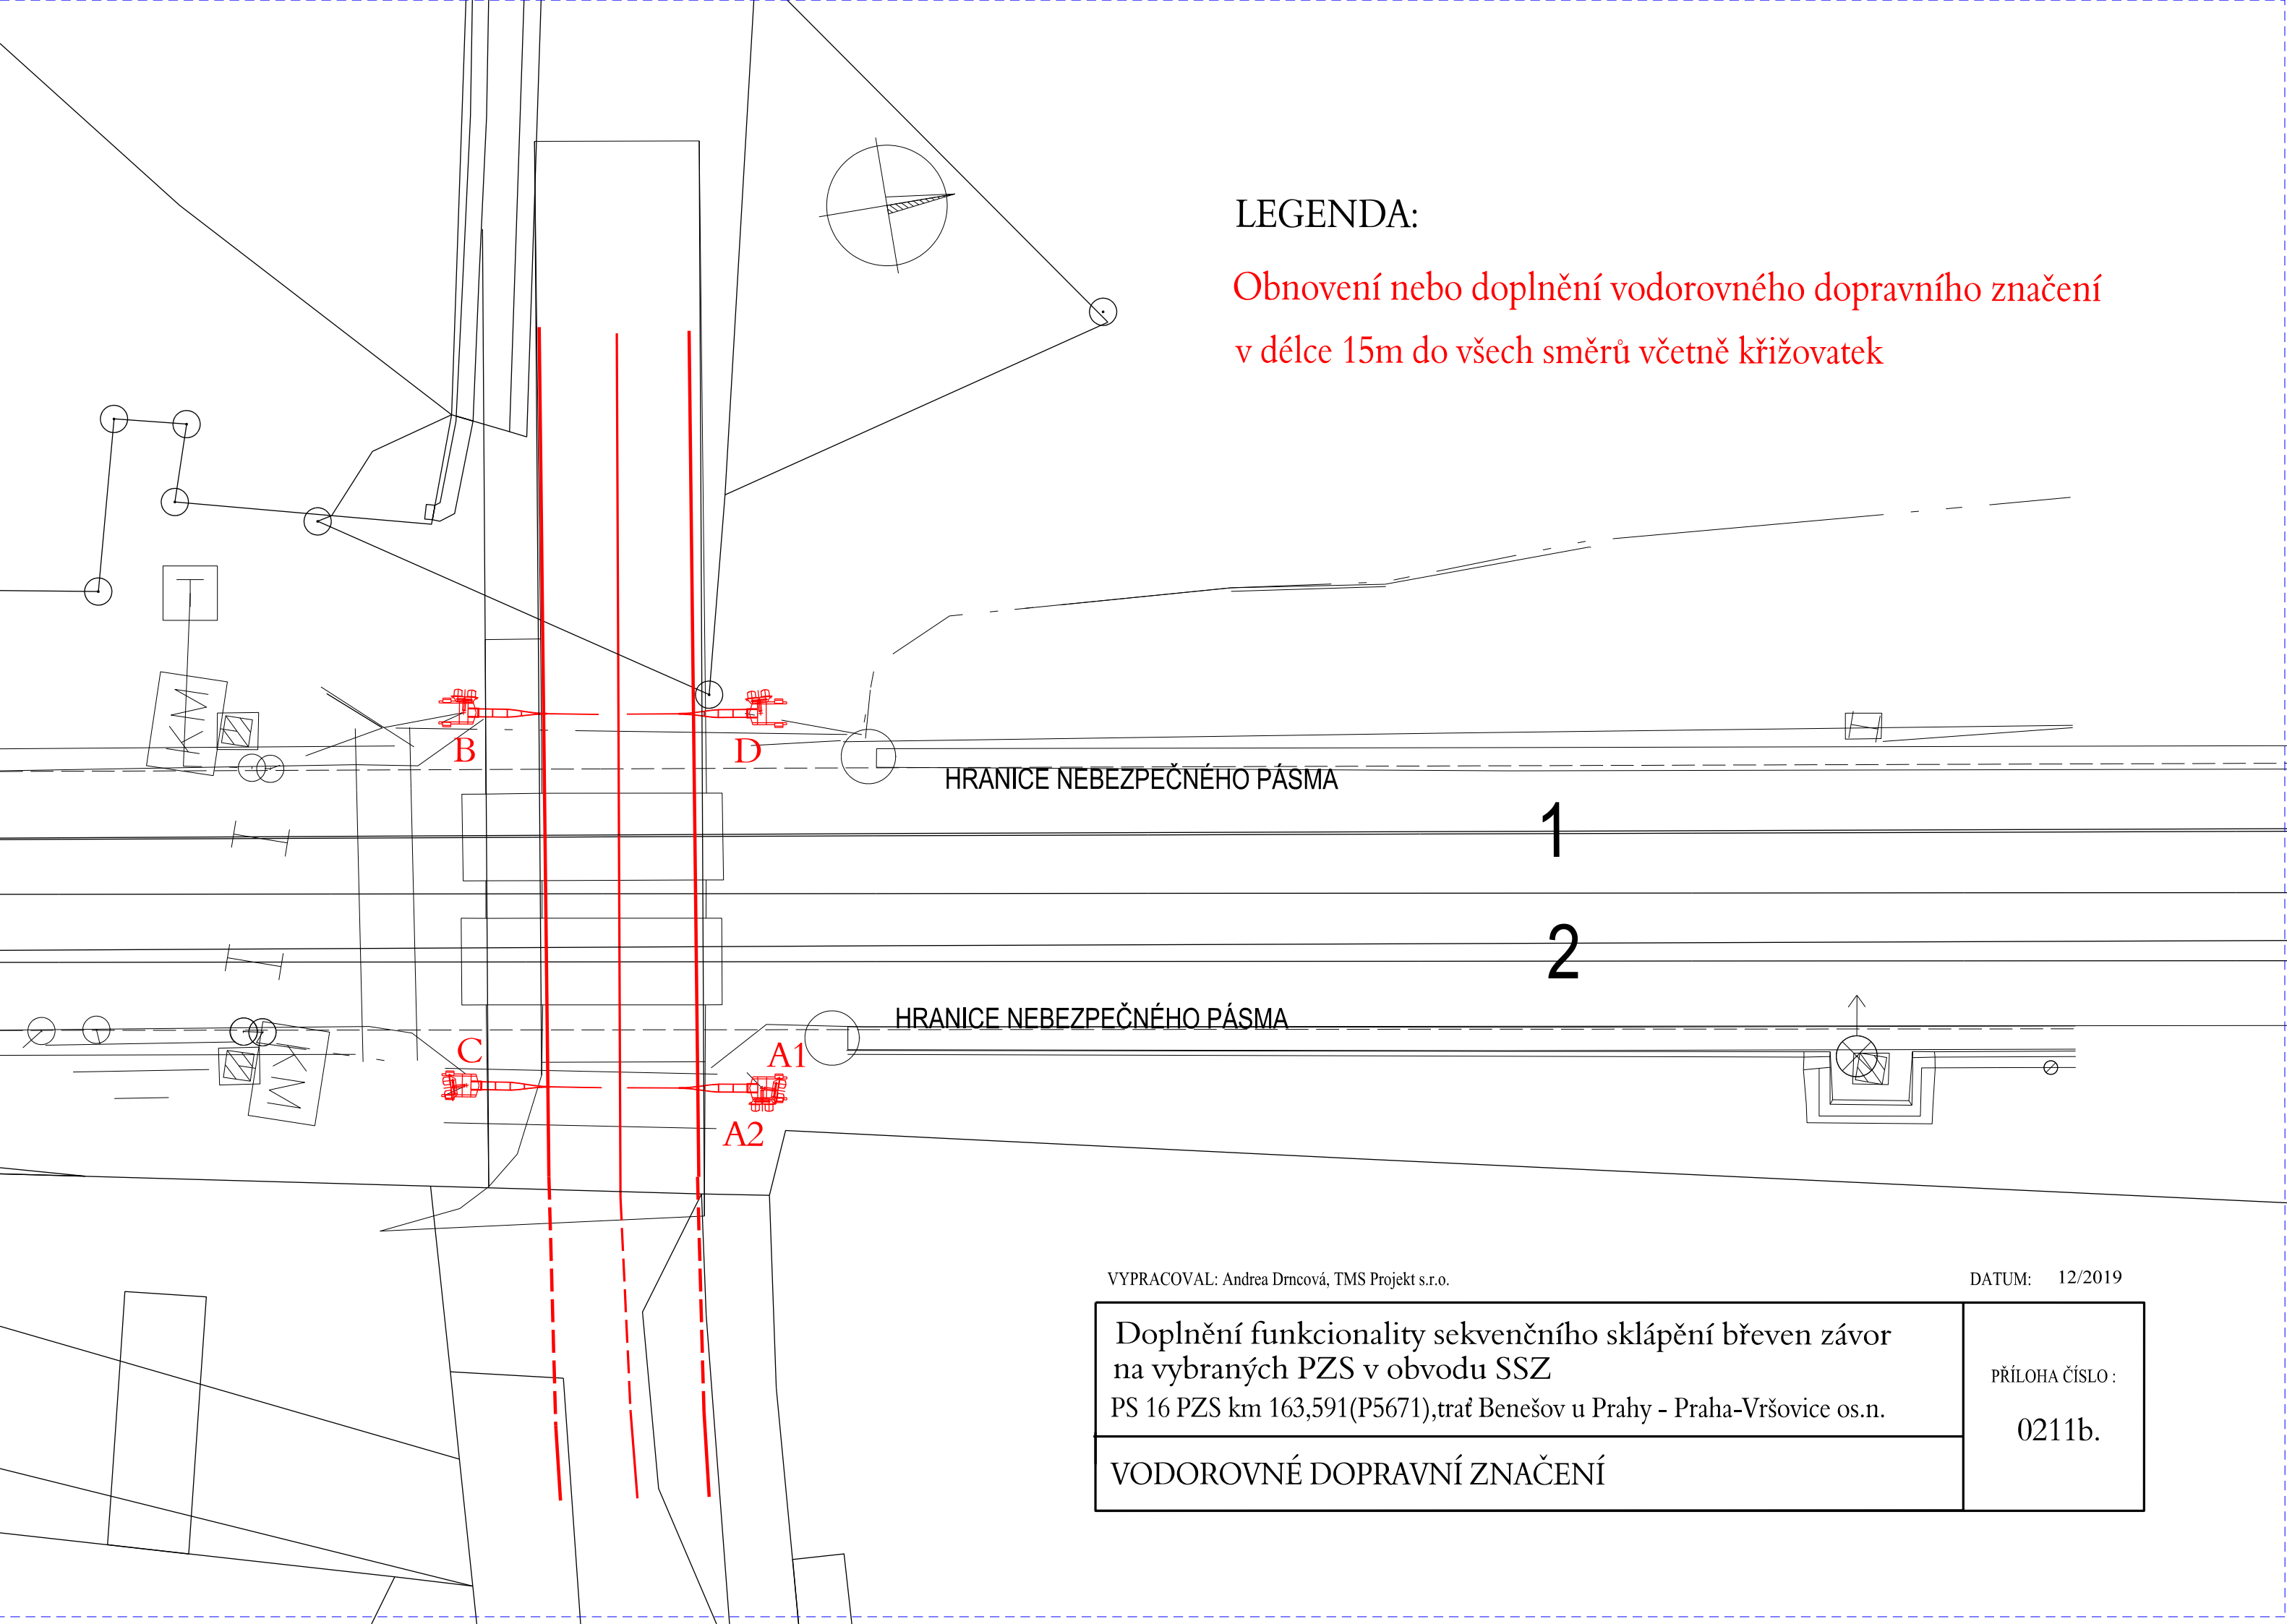 LEGENDA:
Obnovení nebo doplnění vodorovného dopravního značení
v délce 15m do všech směrů včetně křižovatek
B
D
HRANICE NEBEZPEČNÉHO PÁSMA
1
2
HRANICE NEBEZPEČNÉHO PÁSMA
C
A1
A2
VYPRACOVAL: Andrea Drncová, TMS Projekt s.r.o.
DATUM: 12/2019
Doplnění funkcionality sekvenčního sklápění břeven závor
na vybraných PZS v obvodu SSZ
PS 16 PZS km 163,591(P5671),trať Benešov u Prahy - Praha-Vršovice os.n.
PŘÍLOHA ČÍSLO :
0211b.
VODOROVNÉ DOPRAVNÍ ZNAČENÍ